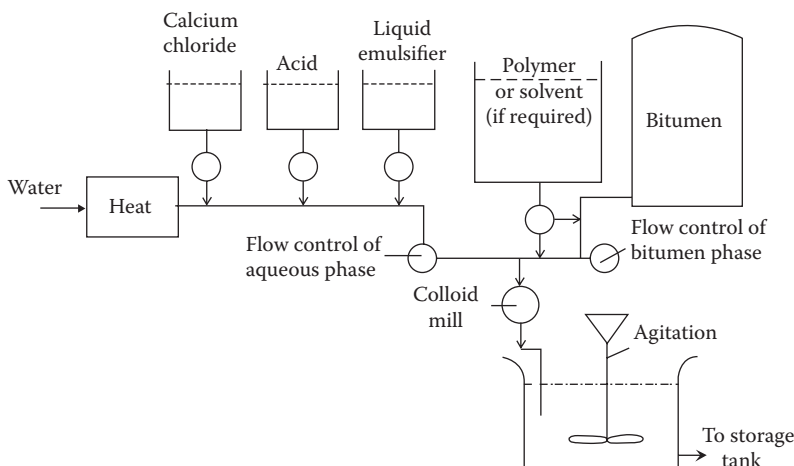 Calcium
chloride
Acid
Liquid
emulsifier
Polymer
or solvent
(if required)
Bitumen
Water
Heat
Flow control of
aqueous phase
Flow control of
bitumen phase
Colloid
mill
Agitation
To storage
tank